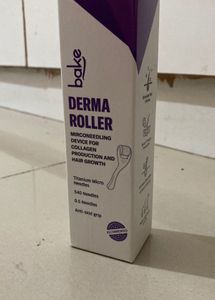 bake
DERMA
ROLLER
MIRCONEEDLING
DEVICE FOR
COLLAGEN
PRODUCTION AND
HAIR GROWTH
Titanium Micro
needles
540 Needles
0.5 Needles
Anti-skid grip